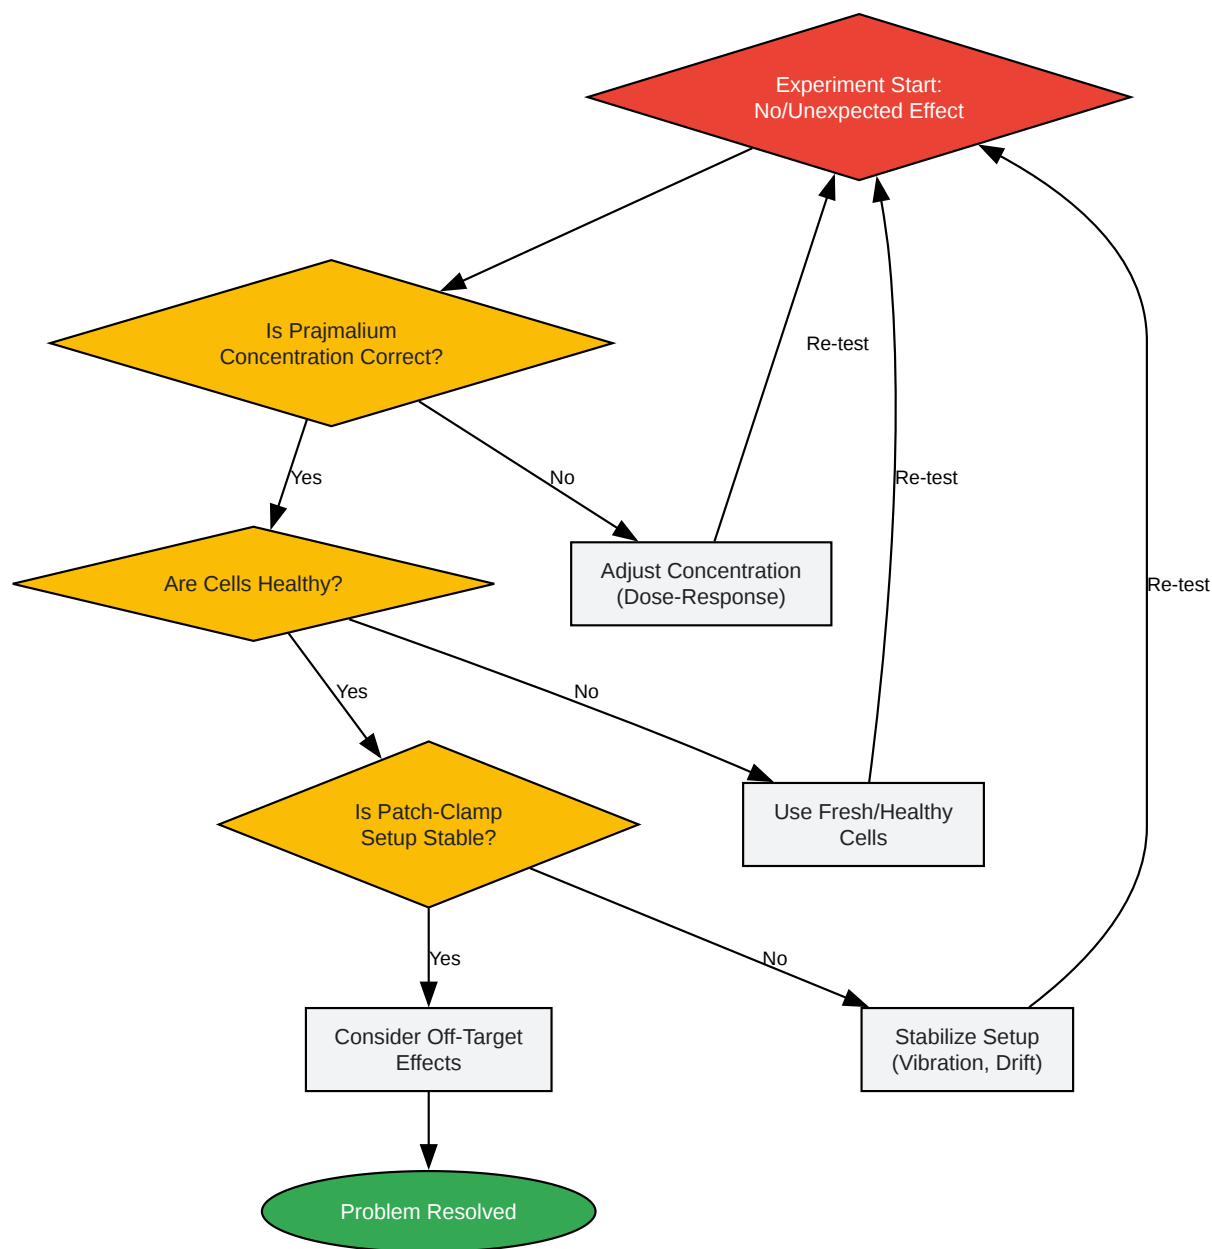 Experiment Start:
No/Unexpected Effect
Is Prajmalium
Concentration Correct?
Re-test
Yes
No
Re-test
Are Cells Healthy?
Adjust Concentration
(Dose-Response)
Re-test
Yes
No
Is Patch-Clamp
Setup Stable?
Use Fresh/Healthy
Cells
Yes
No
Consider Off-Target
Effects
Stabilize Setup
(Vibration, Drift)
Problem Resolved